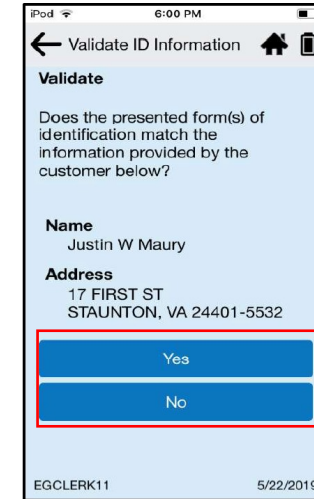 iPod 6:00 PM
Validate ID Information
Validate
Does the presented form(s) of
identification match the
information provided by the
customer below?
Name
Justin W Maury
Address
17 FIRST ST
STAUNTON, VA 24401-5532
Yes
No
EGCLERK11 5/22/2019